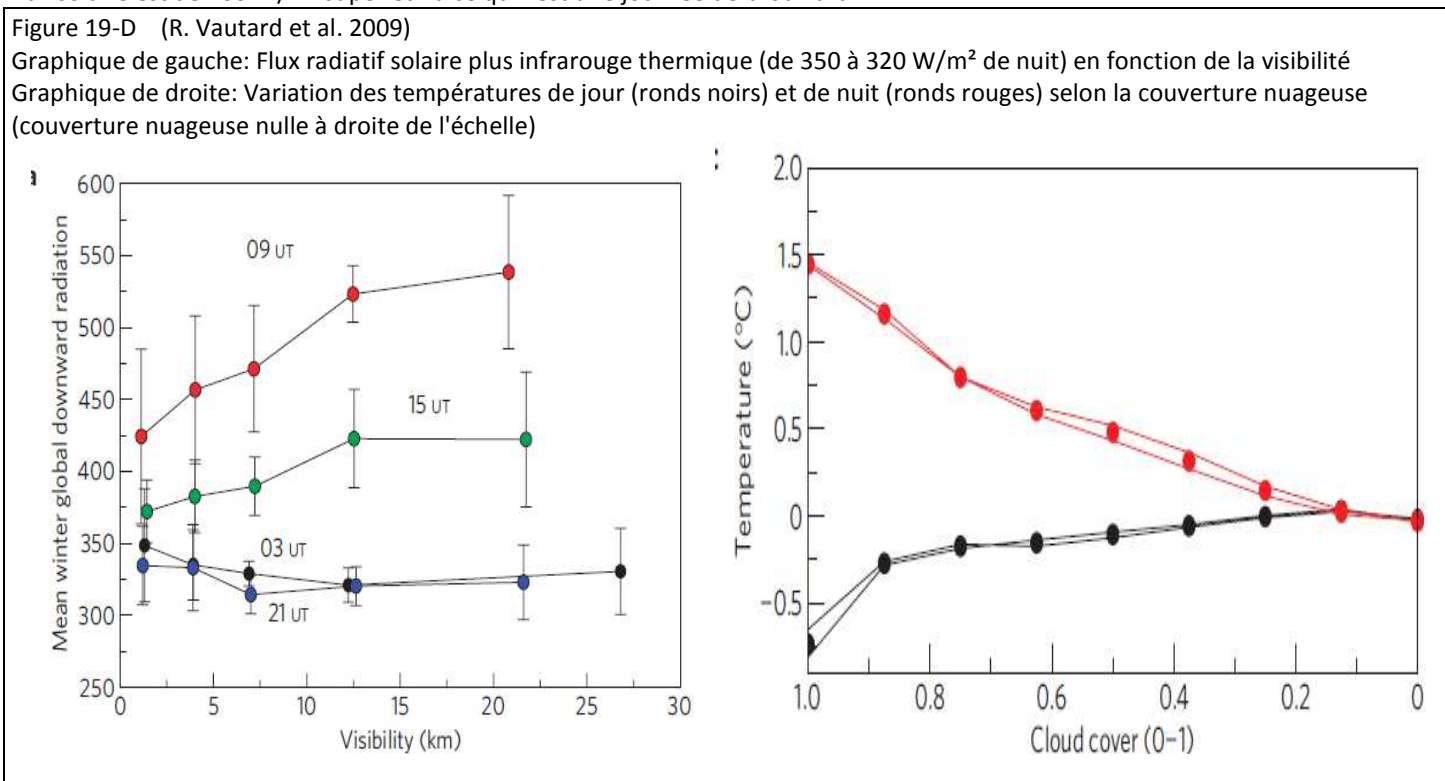 Figure 19-D (R. Vautard et al. 2009)
Graphique de gauche: Flux radiatif solaire plus infrarouge thermique (de 350 à 320 W/m² de nuit) en fonction de la visibilité
Graphique de droite: Variation des températures de jour (ronds noirs) et de nuit (ronds rouges) selon la couverture nuageuse
(couverture nuageuse nulle à droite de l'échelle)
a
Mean winter global downward radiation
600
550
500
450
400
350
300
250
09 UT
15 UT
03 UT
21 UT
0 5 10 15 20 25 30
Visibility (km)
Temperature (°C)
2.0
1.5
1.0
0.5
0
−0.5
1.0 0.8 0.6 0.4 0.2 0
Cloud cover (0–1)